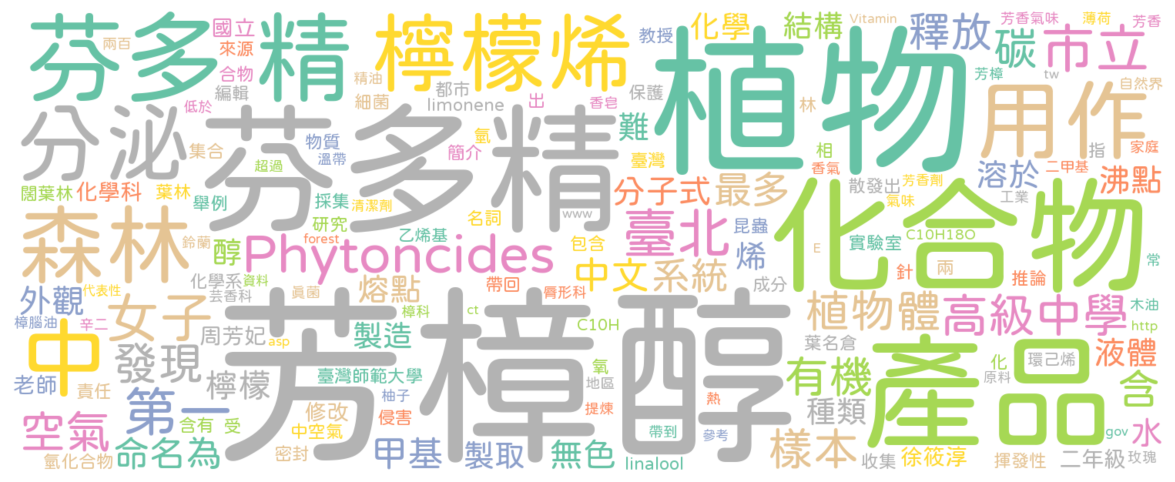 芬多精
兩百
國立
來源
合物
編輯
低於
檸檬烯
精油
細菌
都市
limonene
教授
化學
結構
Vitamin
釋放
碳
芳樟
芳香氣味
薄荷
芳香
市立
tw
自然界
植物
用作
林
保護
香皂
出
難
分泌
芬多精
集合
物質
溫帶
氫
簡介
臺灣
超過
相
香氣
指
二甲基
家庭
沸點
溶於
工業
散發出
芳香劑
氣味
分子式
最多
闊葉林
化學科
葉林
舉例
採集
清潔劑
研究
名詞
www
森林
鈴蘭
醇
forest
乙烯基
Phytoncides
包含
臺北
昆蟲
烯
實驗室
C10H18O
E
針
兩
推論
常
化合物
外觀
代表性
樟腦油
辛二
女子
化學系
資料
芸香科
熔點
樟科
帶回
脣形科
中文
系統
成分
植物體
高級中學
木油
http
中
周芳妃
asp
製造
ct
C10H
葉名倉
化
原料
環己烯
液體
老師
責任
發現
檸檬
臺灣師範大學
氧
地區
柚子
提煉
熱
有機
產品
含
第一
修改
侵害
芳樟醇
種類
空氣
含有
受
中空氣
帶到
參考
gov
水
氫化合物
命名為
密封
甲基
製取
無色
linalool
樣本
收集
徐筱淳
揮發性
二年級
玫瑰